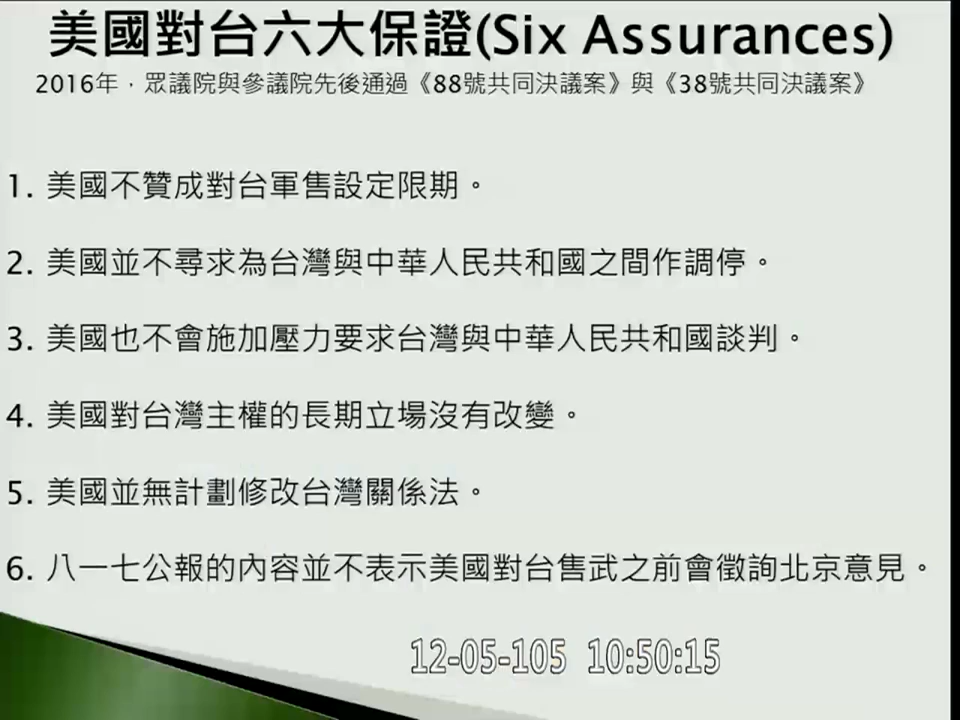 美國對台六大保證(Six Assurances)
2016年，眾議院與參議院先後通過《88號共同決議案》與《38號共同決議案》
1. 美國不贊成對台軍售設定限期。
2. 美國並不尋求為台灣與中華人民共和國之間作調停。
3. 美國也不會施加壓力要求台灣與中華人民共和國談判。
4. 美國對台灣主權的長期立場沒有改變。
5. 美國並無計劃修改台灣關係法。
6. 八一七公報的內容並不表示美國對台售武之前會徵詢北京意見。
12-05-105 10:50:15